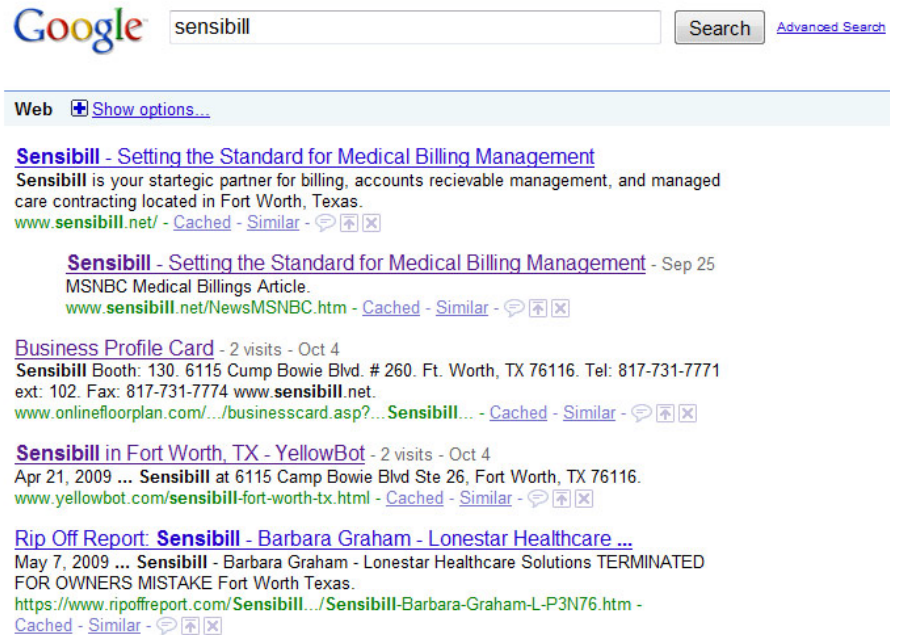 Google sensibill Search Advanced Search
Web Show options...
Sensibill - Setting the Standard for Medical Billing Management
Sensibill is your startegic partner for billing, accounts recievable management, and managed
care contracting located in Fort Worth, Texas.
www.sensibill.net/ - Cached - Similar -
Sensibill - Setting the Standard for Medical Billing Management - Sep 25
MSNBC Medical Billings Article.
www.sensibill.net/NewsMSNBC.htm - Cached - Similar -
Business Profile Card - 2 visits - Oct 4
Sensibill Booth: 130. 6115 Cump Bowie Blvd. # 260. Ft. Worth, TX 76116. Tel: 817-731-7771
ext: 102. Fax: 817-731-7774 www.sensibill.net.
www.onlinefloorplan.com/.../businesscard.asp?...Sensibill... - Cached - Similar -
Sensibill in Fort Worth, TX - YellowBot - 2 visits - Oct 4
Apr 21, 2009 ... Sensibill at 6115 Camp Bowie Blvd Ste 26, Fort Worth, TX 76116.
www.yellowbot.com/sensibill-fort-worth-tx.html - Cached - Similar -
Rip Off Report: Sensibill - Barbara Graham - Lonestar Healthcare ...
May 7, 2009 ... Sensibill - Barbara Graham - Lonestar Healthcare Solutions TERMINATED
FOR OWNERS MISTAKE Fort Worth Texas.
https://www.ripoffreport.com/Sensibill.../Sensibill-Barbara-Graham-L-P3N76.htm -
Cached - Similar -